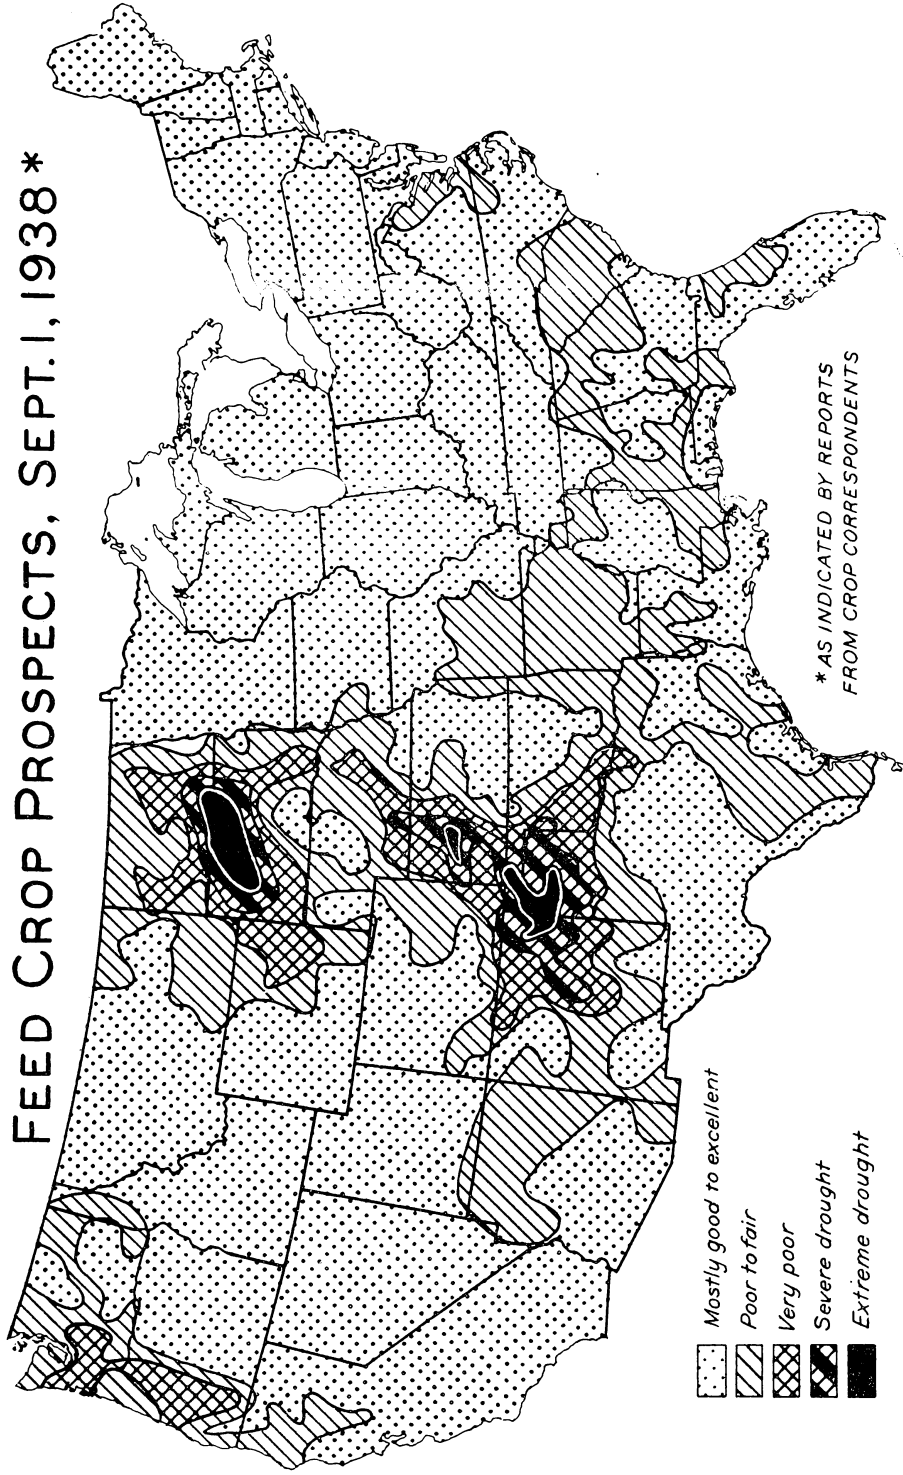 FEED CROP PROSPECTS, SEPT. 1, 1938 *
* AS INDICATED BY REPORTS
FROM CROP CORRESPONDENTS
Mostly good to excellent
Poor to fair
Very poor
Severe drought
Extreme drought